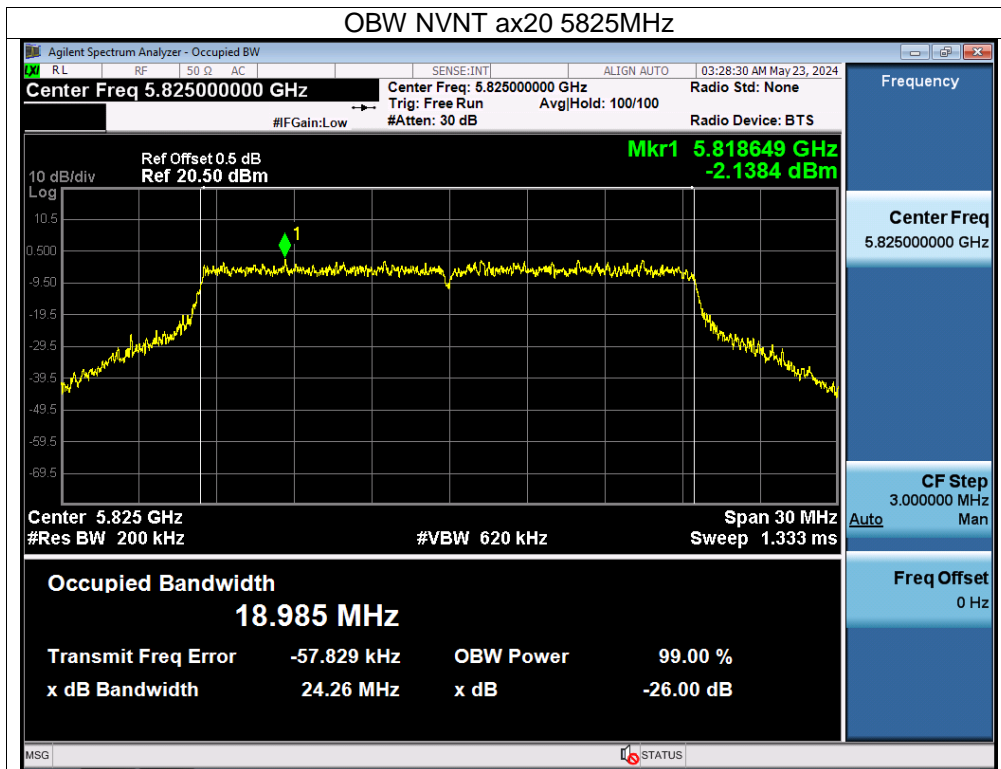 OBW NVNT ax20 5825MHz
Agilent Spectrum Analyzer - Occupied BW
LXI RL RF 50 Ω AC SENSE:INT ALIGN AUTO 03:28:30 AM May 23, 2024
Center Freq 5.825000000 GHz
Center Freq: 5.825000000 GHz
Radio Std: None
Trig: Free Run Avg|Hold: 100/100
#IFGain:Low
#Atten: 30 dB
Radio Device: BTS
Mkr1 5.818649 GHz
-2.1384 dBm
Ref Offset 0.5 dB
10 dB/div Ref 20.50 dBm
Log
10.5
0.500
-9.50
-19.5
-29.5
-39.5
-49.5
-59.5
-69.5
1
Center 5.825 GHz Span 30 MHz
#Res BW 200 kHz #VBW 620 kHz Sweep 1.333 ms
Occupied Bandwidth
18.985 MHz
Transmit Freq Error -57.829 kHz OBW Power 99.00 %
x dB Bandwidth 24.26 MHz x dB -26.00 dB
MSG STATUS
Frequency
Center Freq
5.825000000 GHz
CF Step
3.000000 MHz
Auto Man
Freq Offset
0 Hz